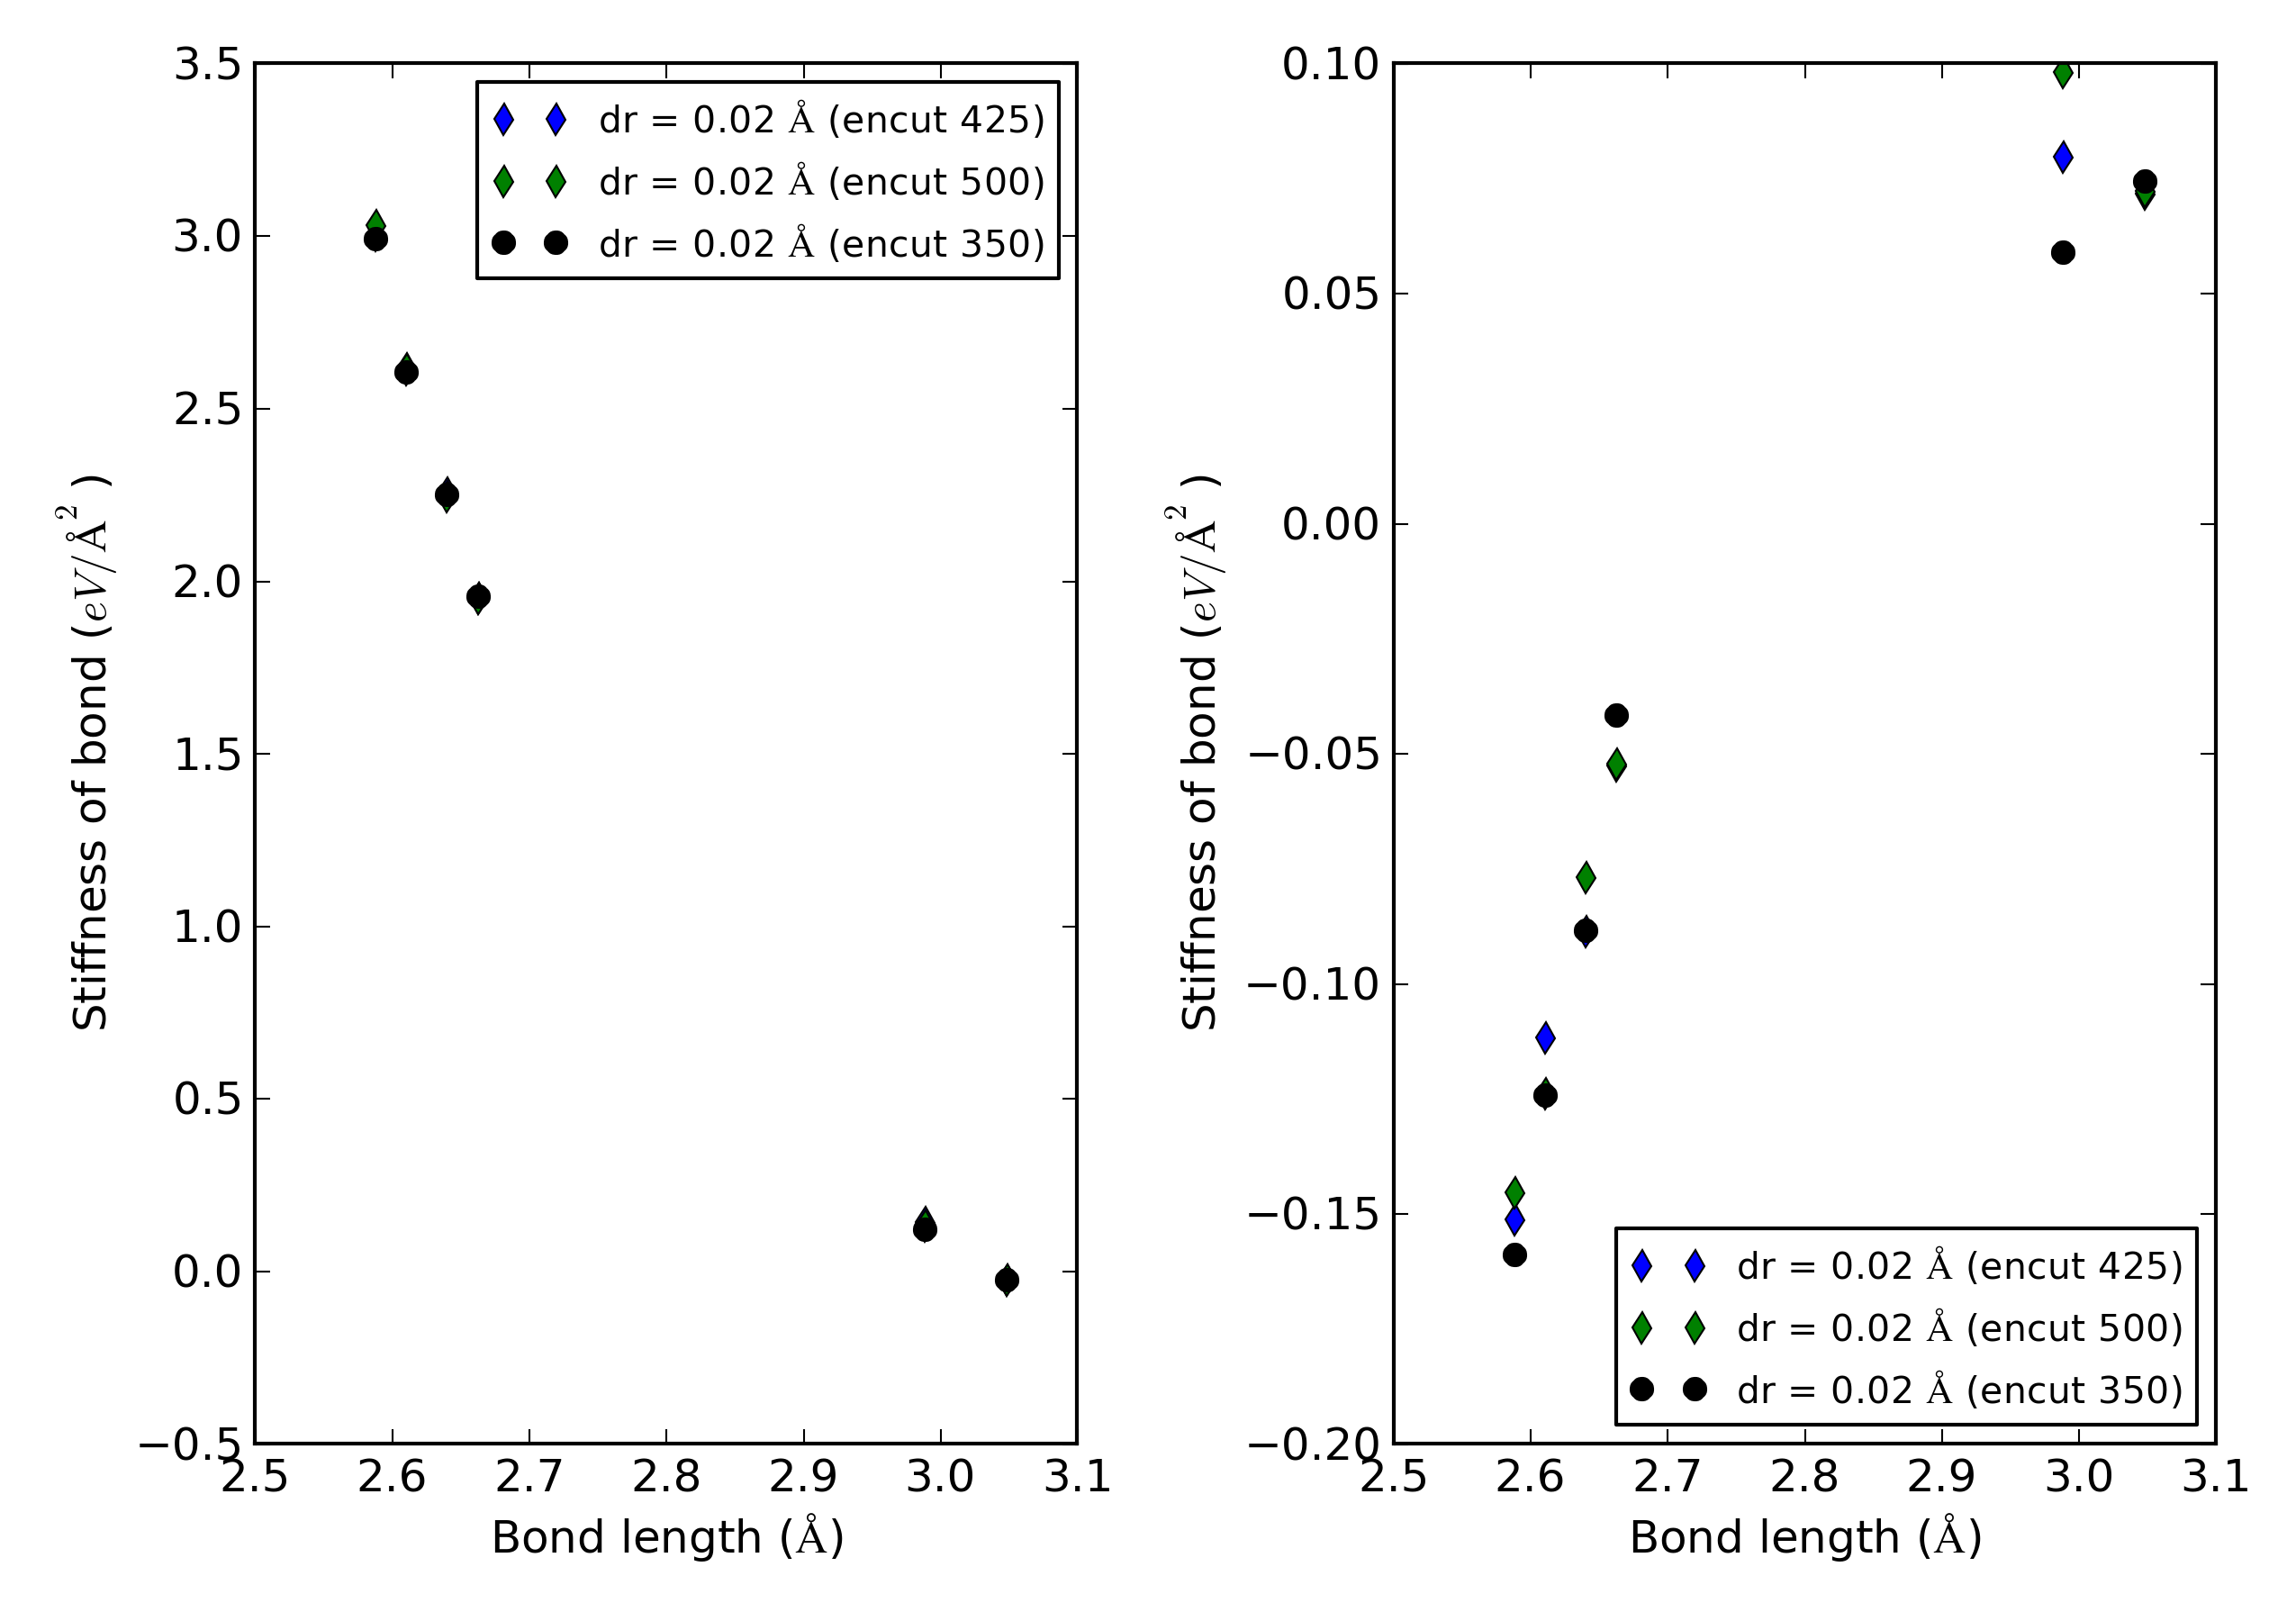 3.5
3.0
2.5
2.0
1.5
1.0
0.5
0.0
−0.5
2.5 2.6 2.7 2.8 2.9 3.0 3.1
Bond length (Å)
Stiffness of bond (eV/Å²)
dr = 0.02 Å (encut 425)
dr = 0.02 Å (encut 500)
dr = 0.02 Å (encut 350)
0.10
0.05
0.00
−0.05
−0.10
−0.15
−0.20
2.5 2.6 2.7 2.8 2.9 3.0 3.1
Bond length (Å)
Stiffness of bond (eV/Å²)
dr = 0.02 Å (encut 425)
dr = 0.02 Å (encut 500)
dr = 0.02 Å (encut 350)